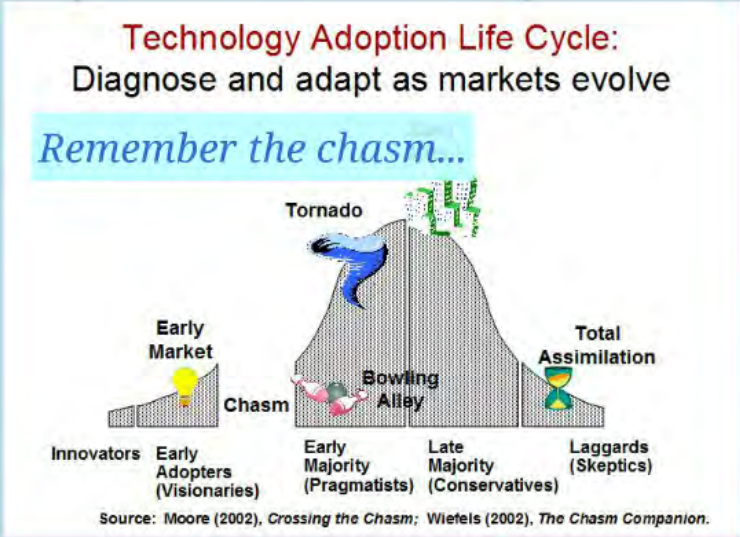 Technology Adoption Life Cycle:
Diagnose and adapt as markets evolve
Remember the chasm...
Tornado
Early
Market
Total
Assimilation
Chasm
Bowling
Alley
Innovators
Early
Adopters
(Visionaries)
Early
Majority
(Pragmatists)
Late
Majority
(Conservatives)
Laggards
(Skeptics)
Source: Moore (2002), Crossing the Chasm; Wiefels (2002), The Chasm Companion.